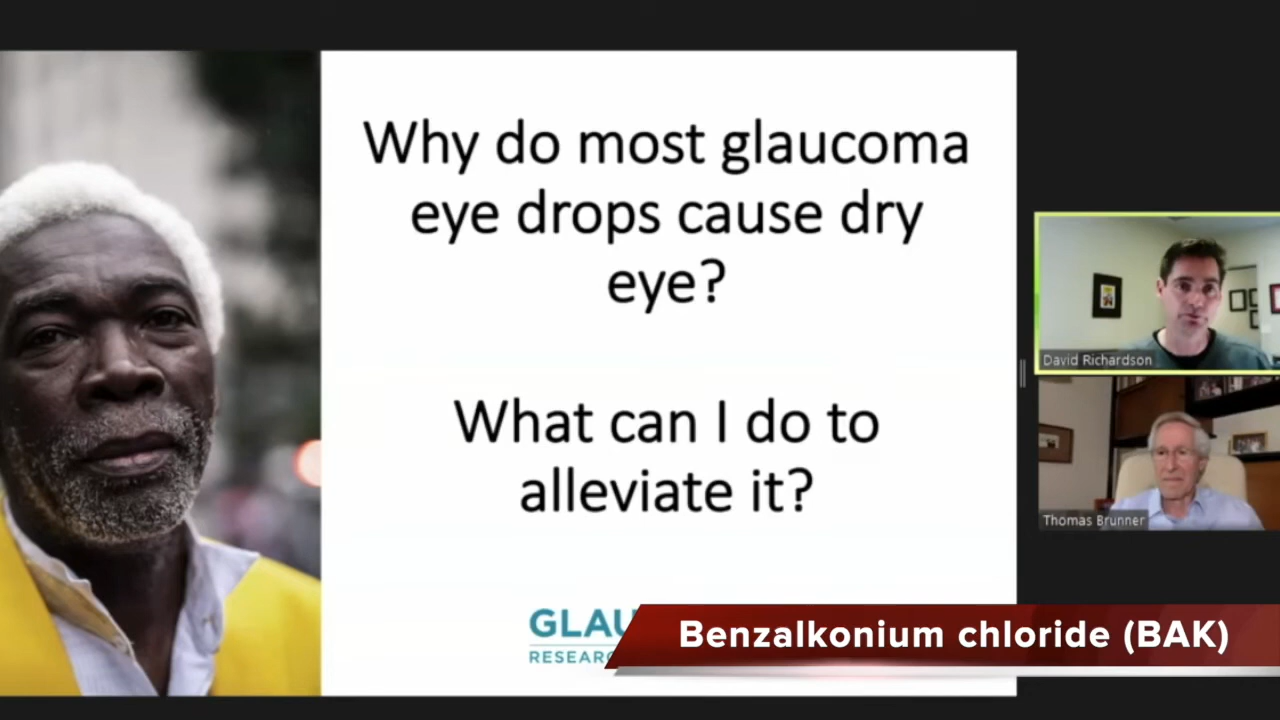 Why do most glaucoma
eye drops cause dry
eye?
What can I do to
alleviate it?
David Richardson
Thomas Brunner
GLAU
RESEARC
Benzalkonium chloride (BAK)